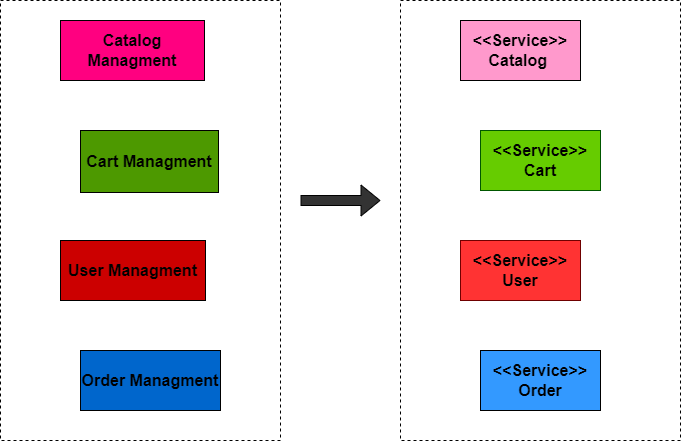 Catalog
Managment
Cart Managment
User Managment
Order Managment
<<Service>>
Catalog
<<Service>>
Cart
<<Service>>
User
<<Service>>
Order